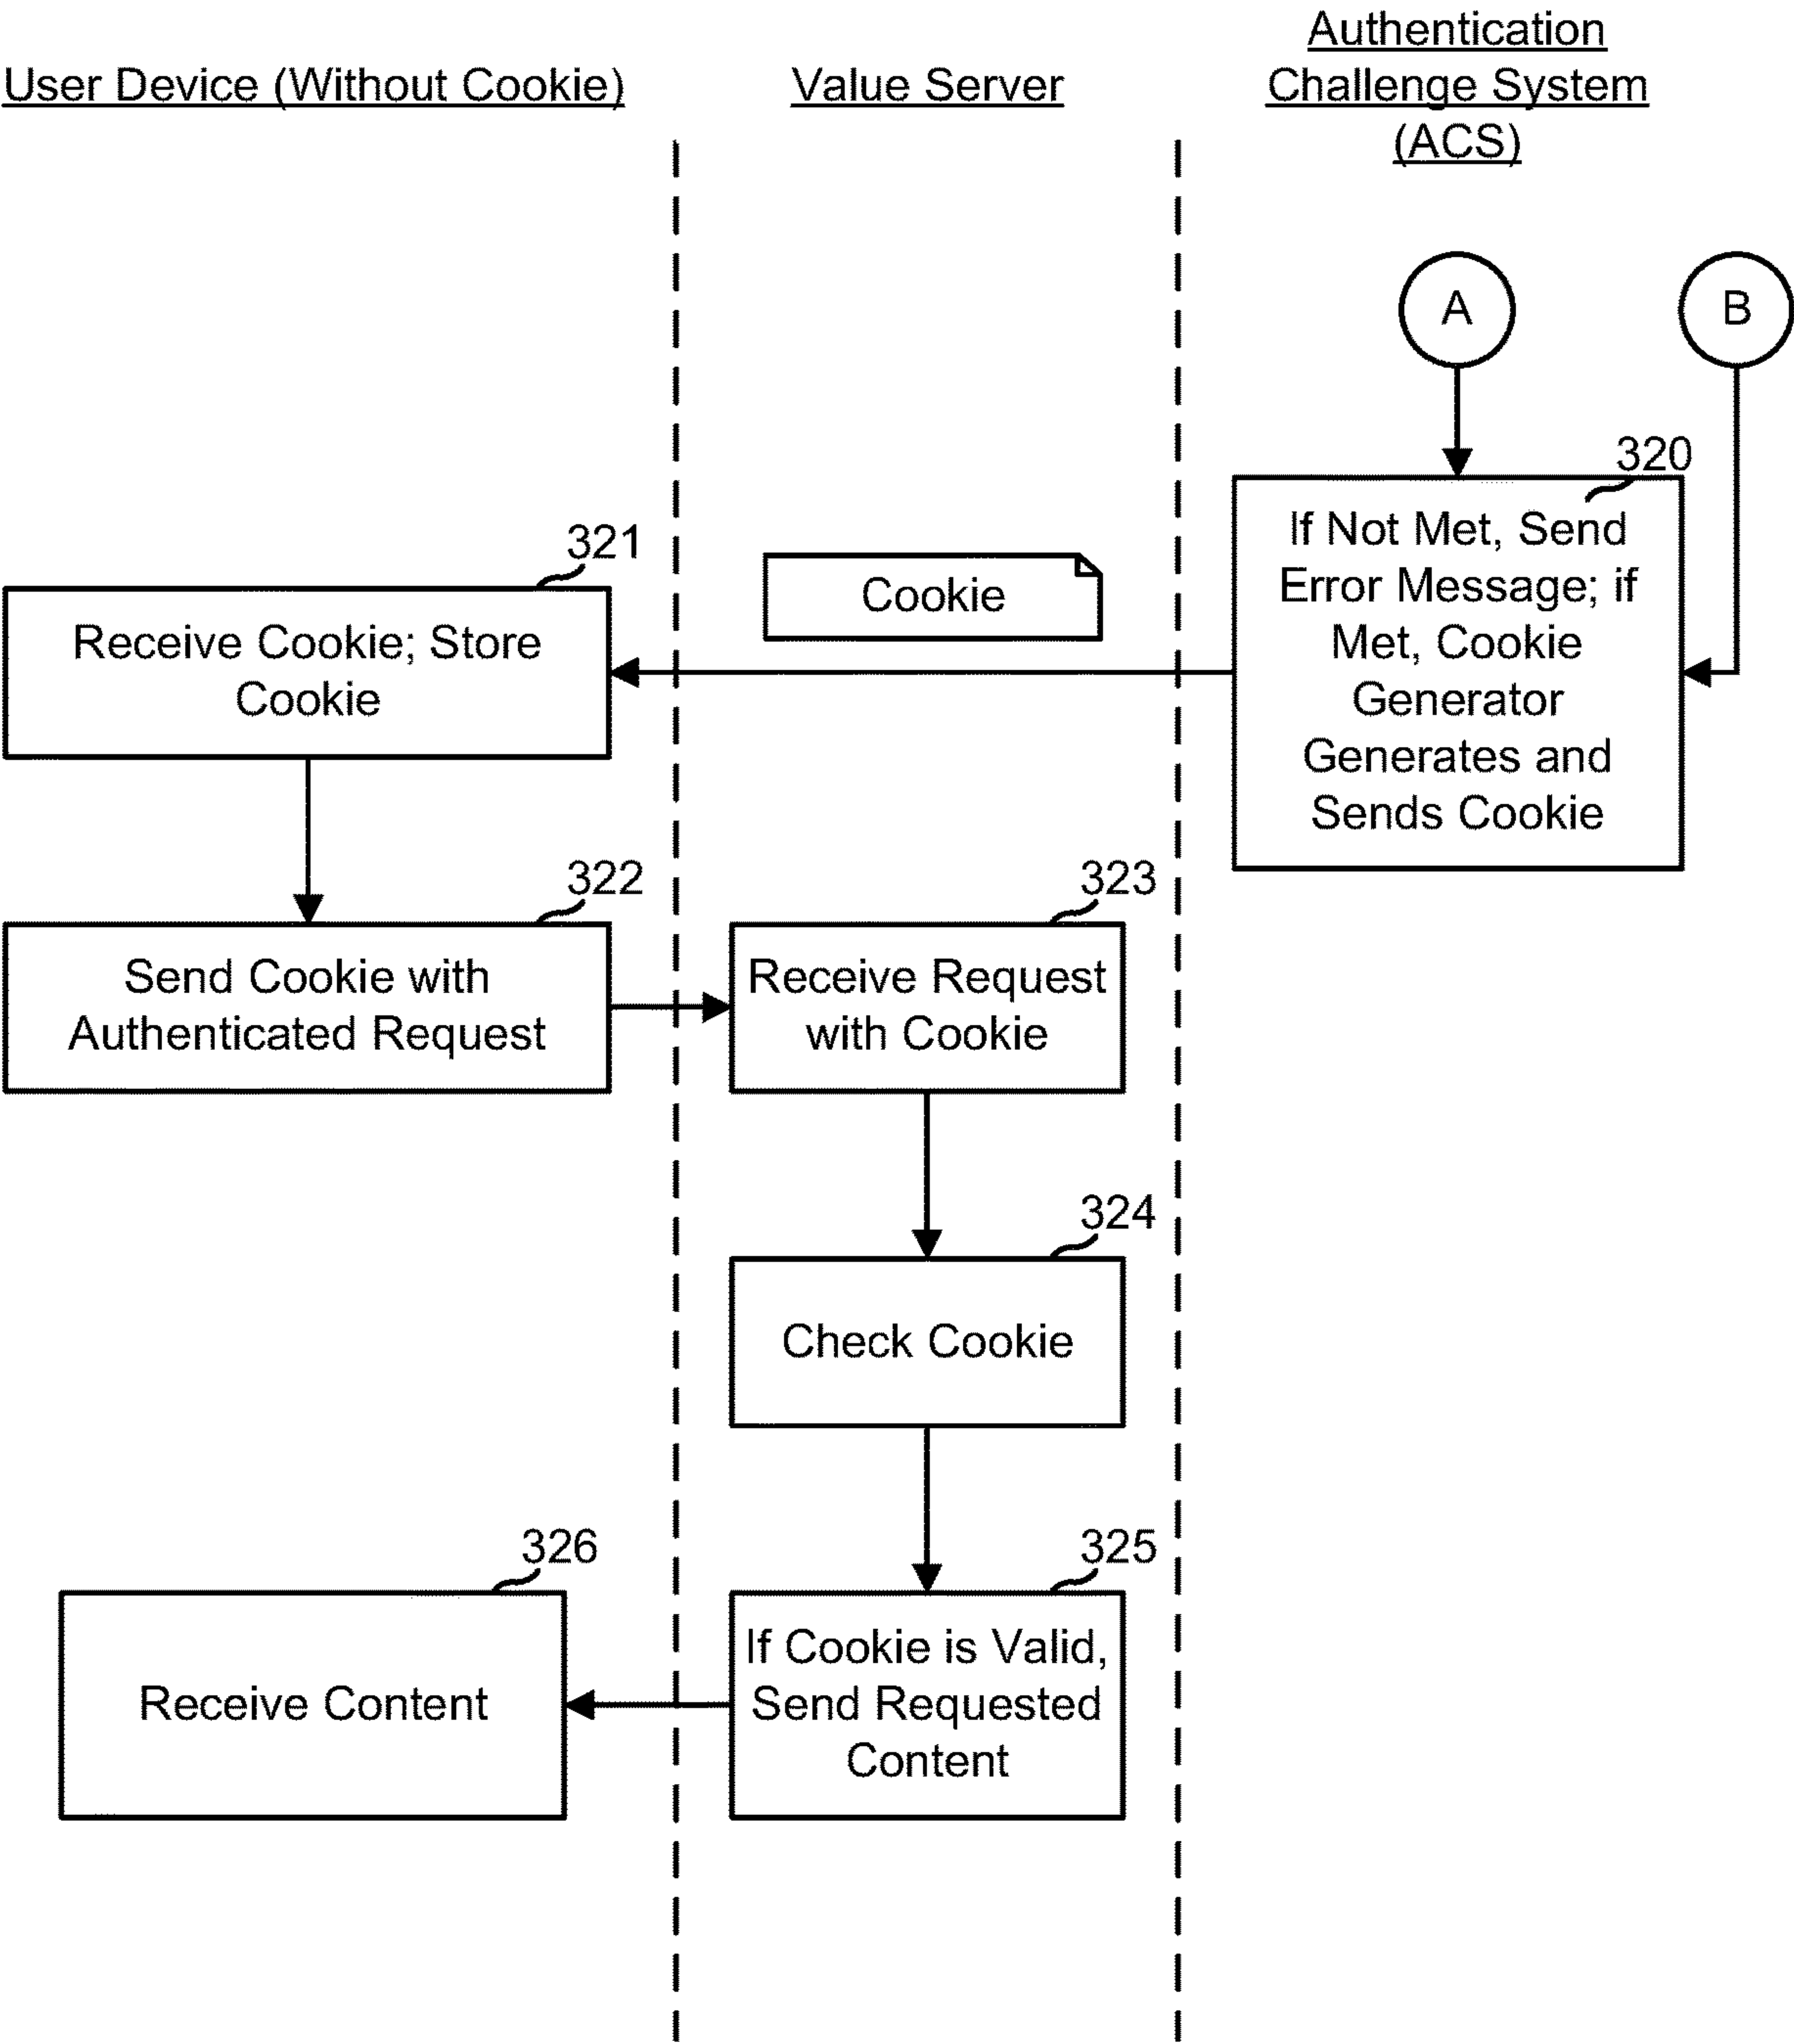 User Device (Without Cookie)
Value Server
Authentication
Challenge System
(ACS)
A
B
320
If Not Met, Send
Error Message; if
Met, Cookie
Generator
Generates and
Sends Cookie
Cookie
321
Receive Cookie; Store
Cookie
322
Send Cookie with
Authenticated Request
323
Receive Request
with Cookie
324
Check Cookie
325
If Cookie is Valid,
Send Requested
Content
326
Receive Content